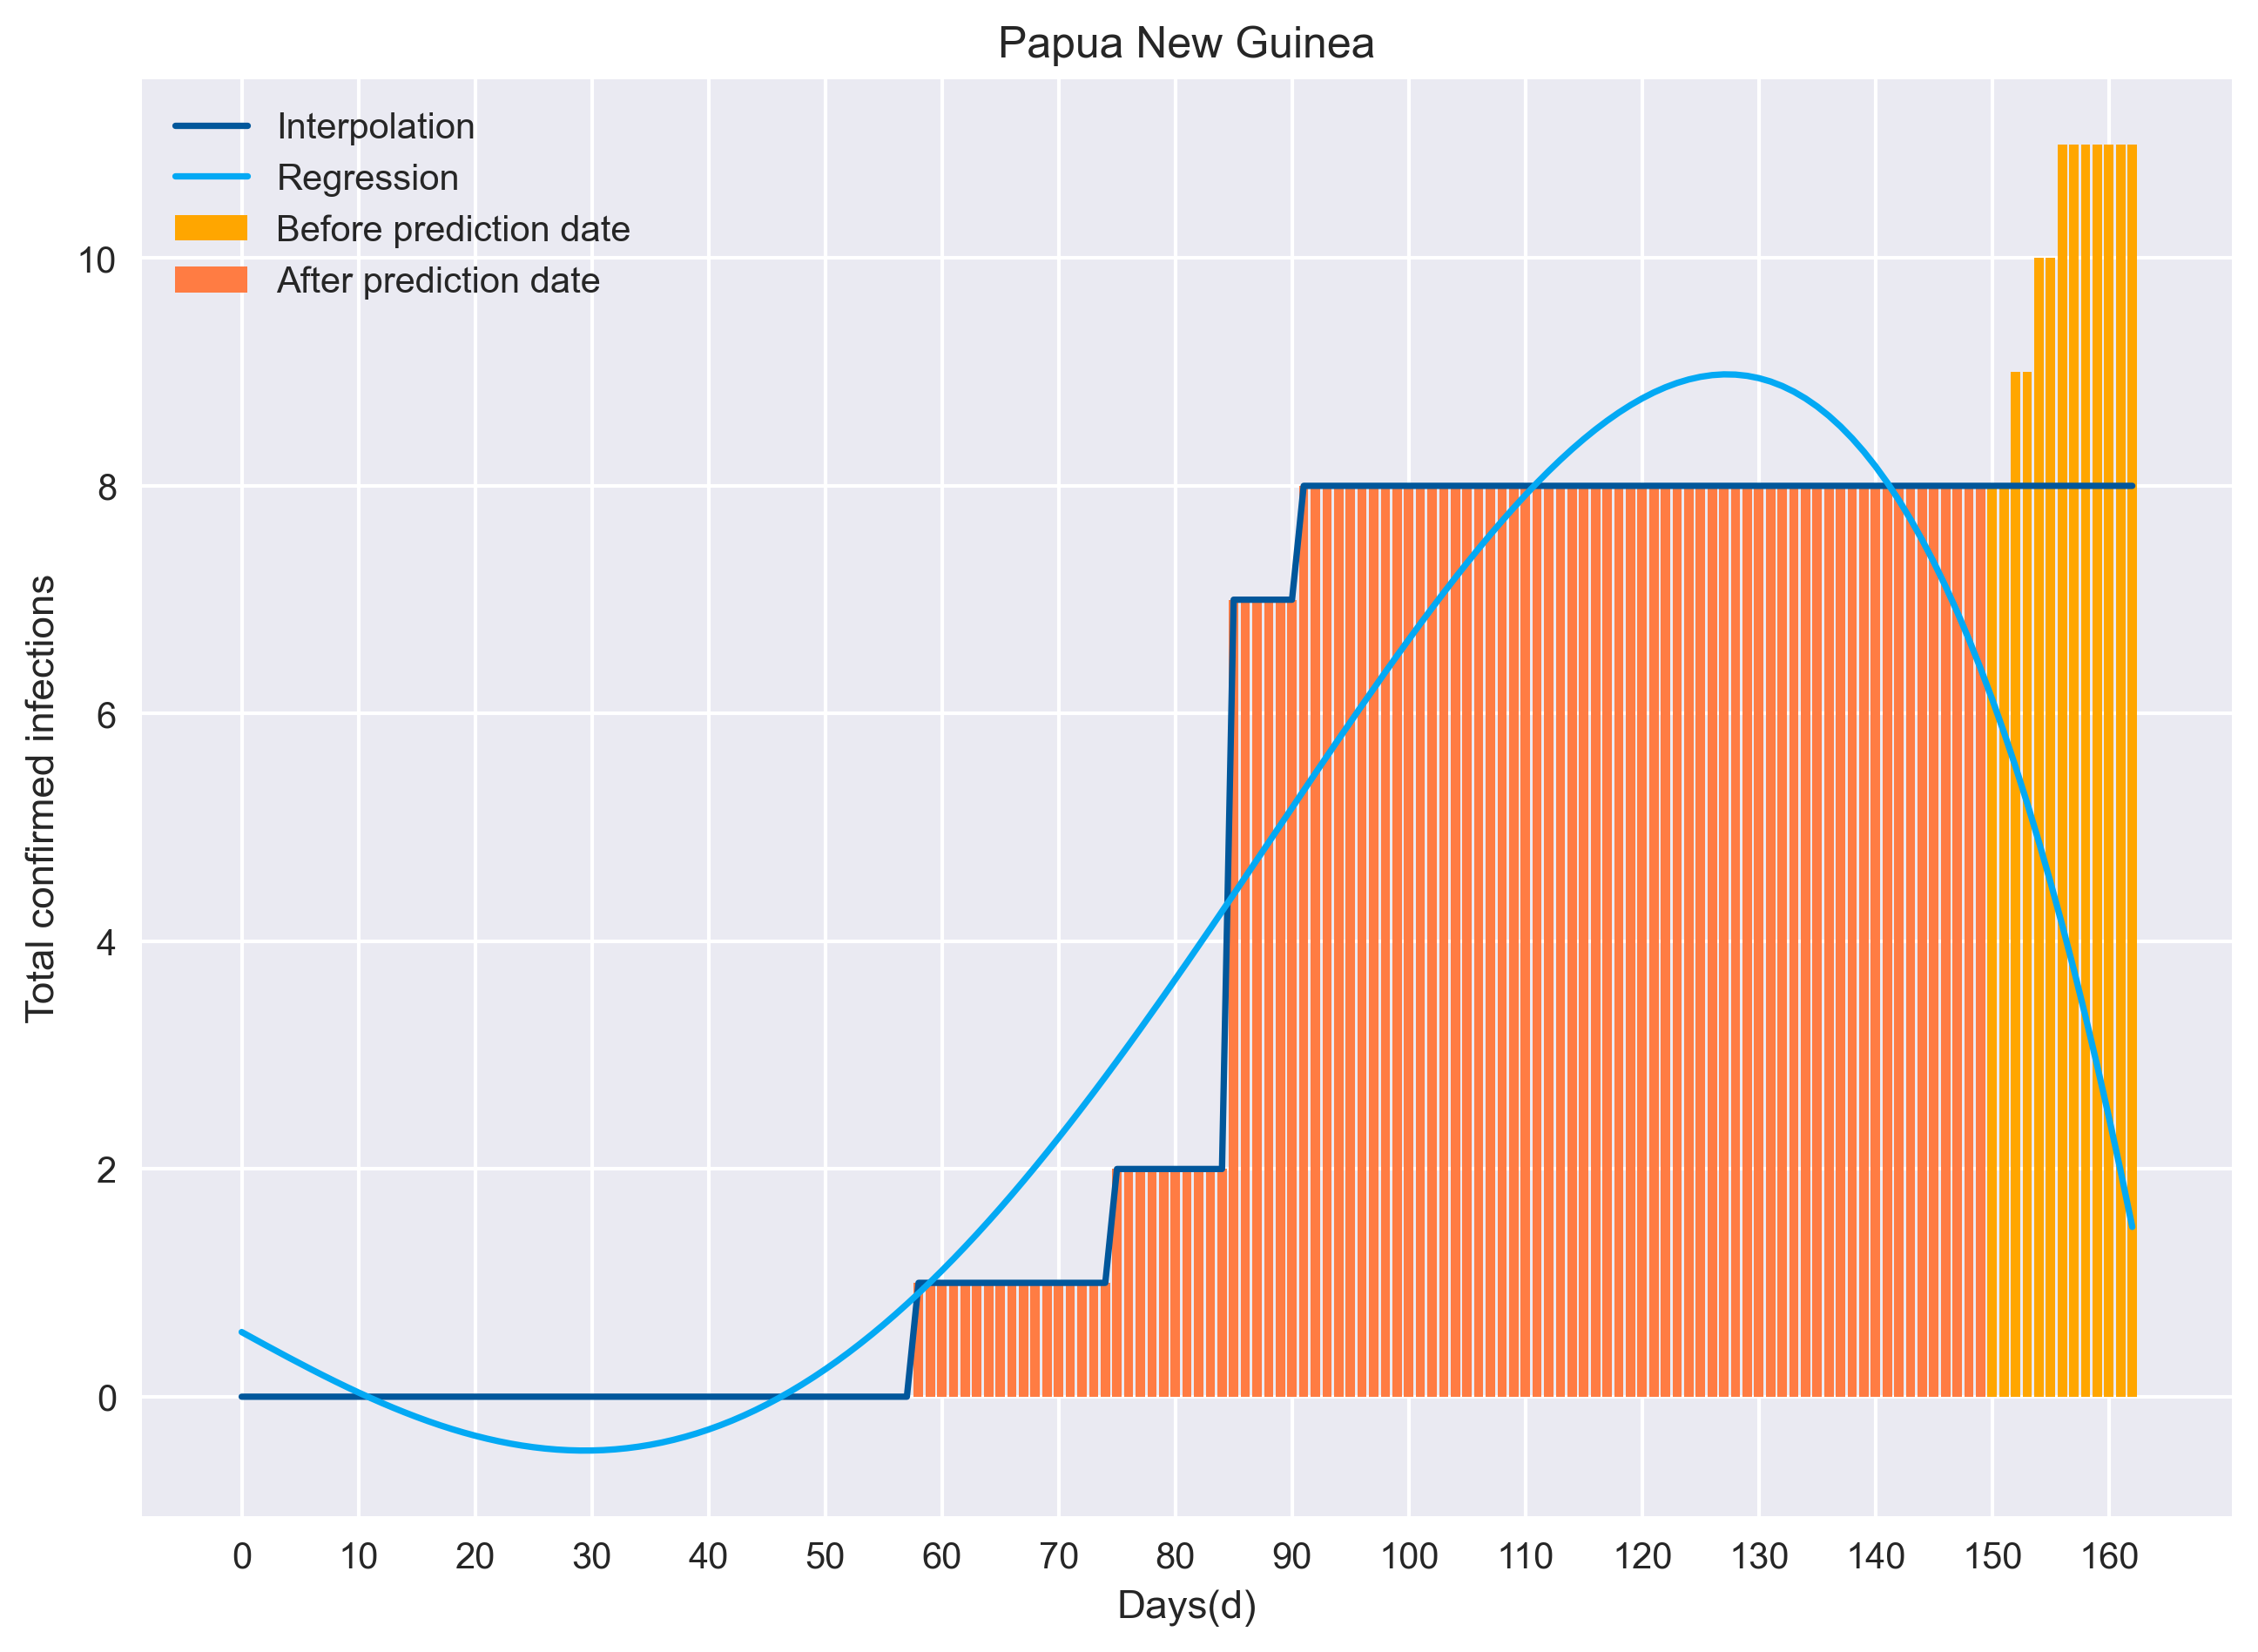 Papua New Guinea
Interpolation
Regression
Before prediction date
After prediction date
Total confirmed infections
10
8
6
4
2
0
0 10 20 30 40 50 60 70 80 90 100 110 120 130 140 150 160
Days(d)